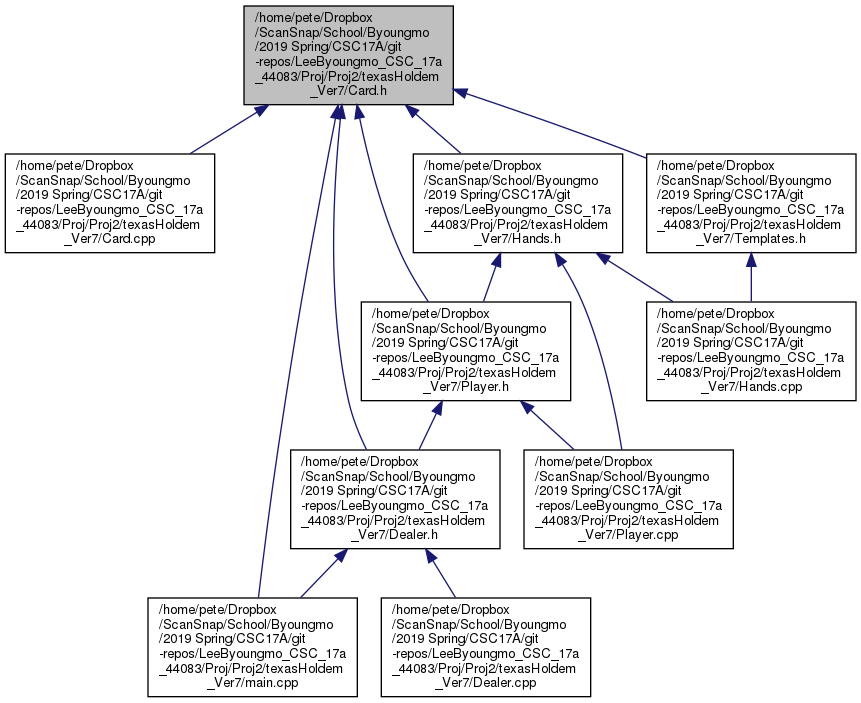 /home/pete/Dropbox
/ScanSnap/School/Byoungmo
/2019 Spring/CSC17A/git
-repos/LeeByoungmo_CSC_17a
_44083/Proj/Proj2/texasHoldem
_Ver7/Card.h
/home/pete/Dropbox
/ScanSnap/School/Byoungmo
/2019 Spring/CSC17A/git
-repos/LeeByoungmo_CSC_17a
_44083/Proj/Proj2/texasHoldem
_Ver7/Card.cpp
/home/pete/Dropbox
/ScanSnap/School/Byoungmo
/2019 Spring/CSC17A/git
-repos/LeeByoungmo_CSC_17a
_44083/Proj/Proj2/texasHoldem
_Ver7/Hands.h
/home/pete/Dropbox
/ScanSnap/School/Byoungmo
/2019 Spring/CSC17A/git
-repos/LeeByoungmo_CSC_17a
_44083/Proj/Proj2/texasHoldem
_Ver7/Templates.h
/home/pete/Dropbox
/ScanSnap/School/Byoungmo
/2019 Spring/CSC17A/git
-repos/LeeByoungmo_CSC_17a
_44083/Proj/Proj2/texasHoldem
_Ver7/Player.h
/home/pete/Dropbox
/ScanSnap/School/Byoungmo
/2019 Spring/CSC17A/git
-repos/LeeByoungmo_CSC_17a
_44083/Proj/Proj2/texasHoldem
_Ver7/Hands.cpp
/home/pete/Dropbox
/ScanSnap/School/Byoungmo
/2019 Spring/CSC17A/git
-repos/LeeByoungmo_CSC_17a
_44083/Proj/Proj2/texasHoldem
_Ver7/Dealer.h
/home/pete/Dropbox
/ScanSnap/School/Byoungmo
/2019 Spring/CSC17A/git
-repos/LeeByoungmo_CSC_17a
_44083/Proj/Proj2/texasHoldem
_Ver7/Player.cpp
/home/pete/Dropbox
/ScanSnap/School/Byoungmo
/2019 Spring/CSC17A/git
-repos/LeeByoungmo_CSC_17a
_44083/Proj/Proj2/texasHoldem
_Ver7/main.cpp
/home/pete/Dropbox
/ScanSnap/School/Byoungmo
/2019 Spring/CSC17A/git
-repos/LeeByoungmo_CSC_17a
_44083/Proj/Proj2/texasHoldem
_Ver7/Dealer.cpp